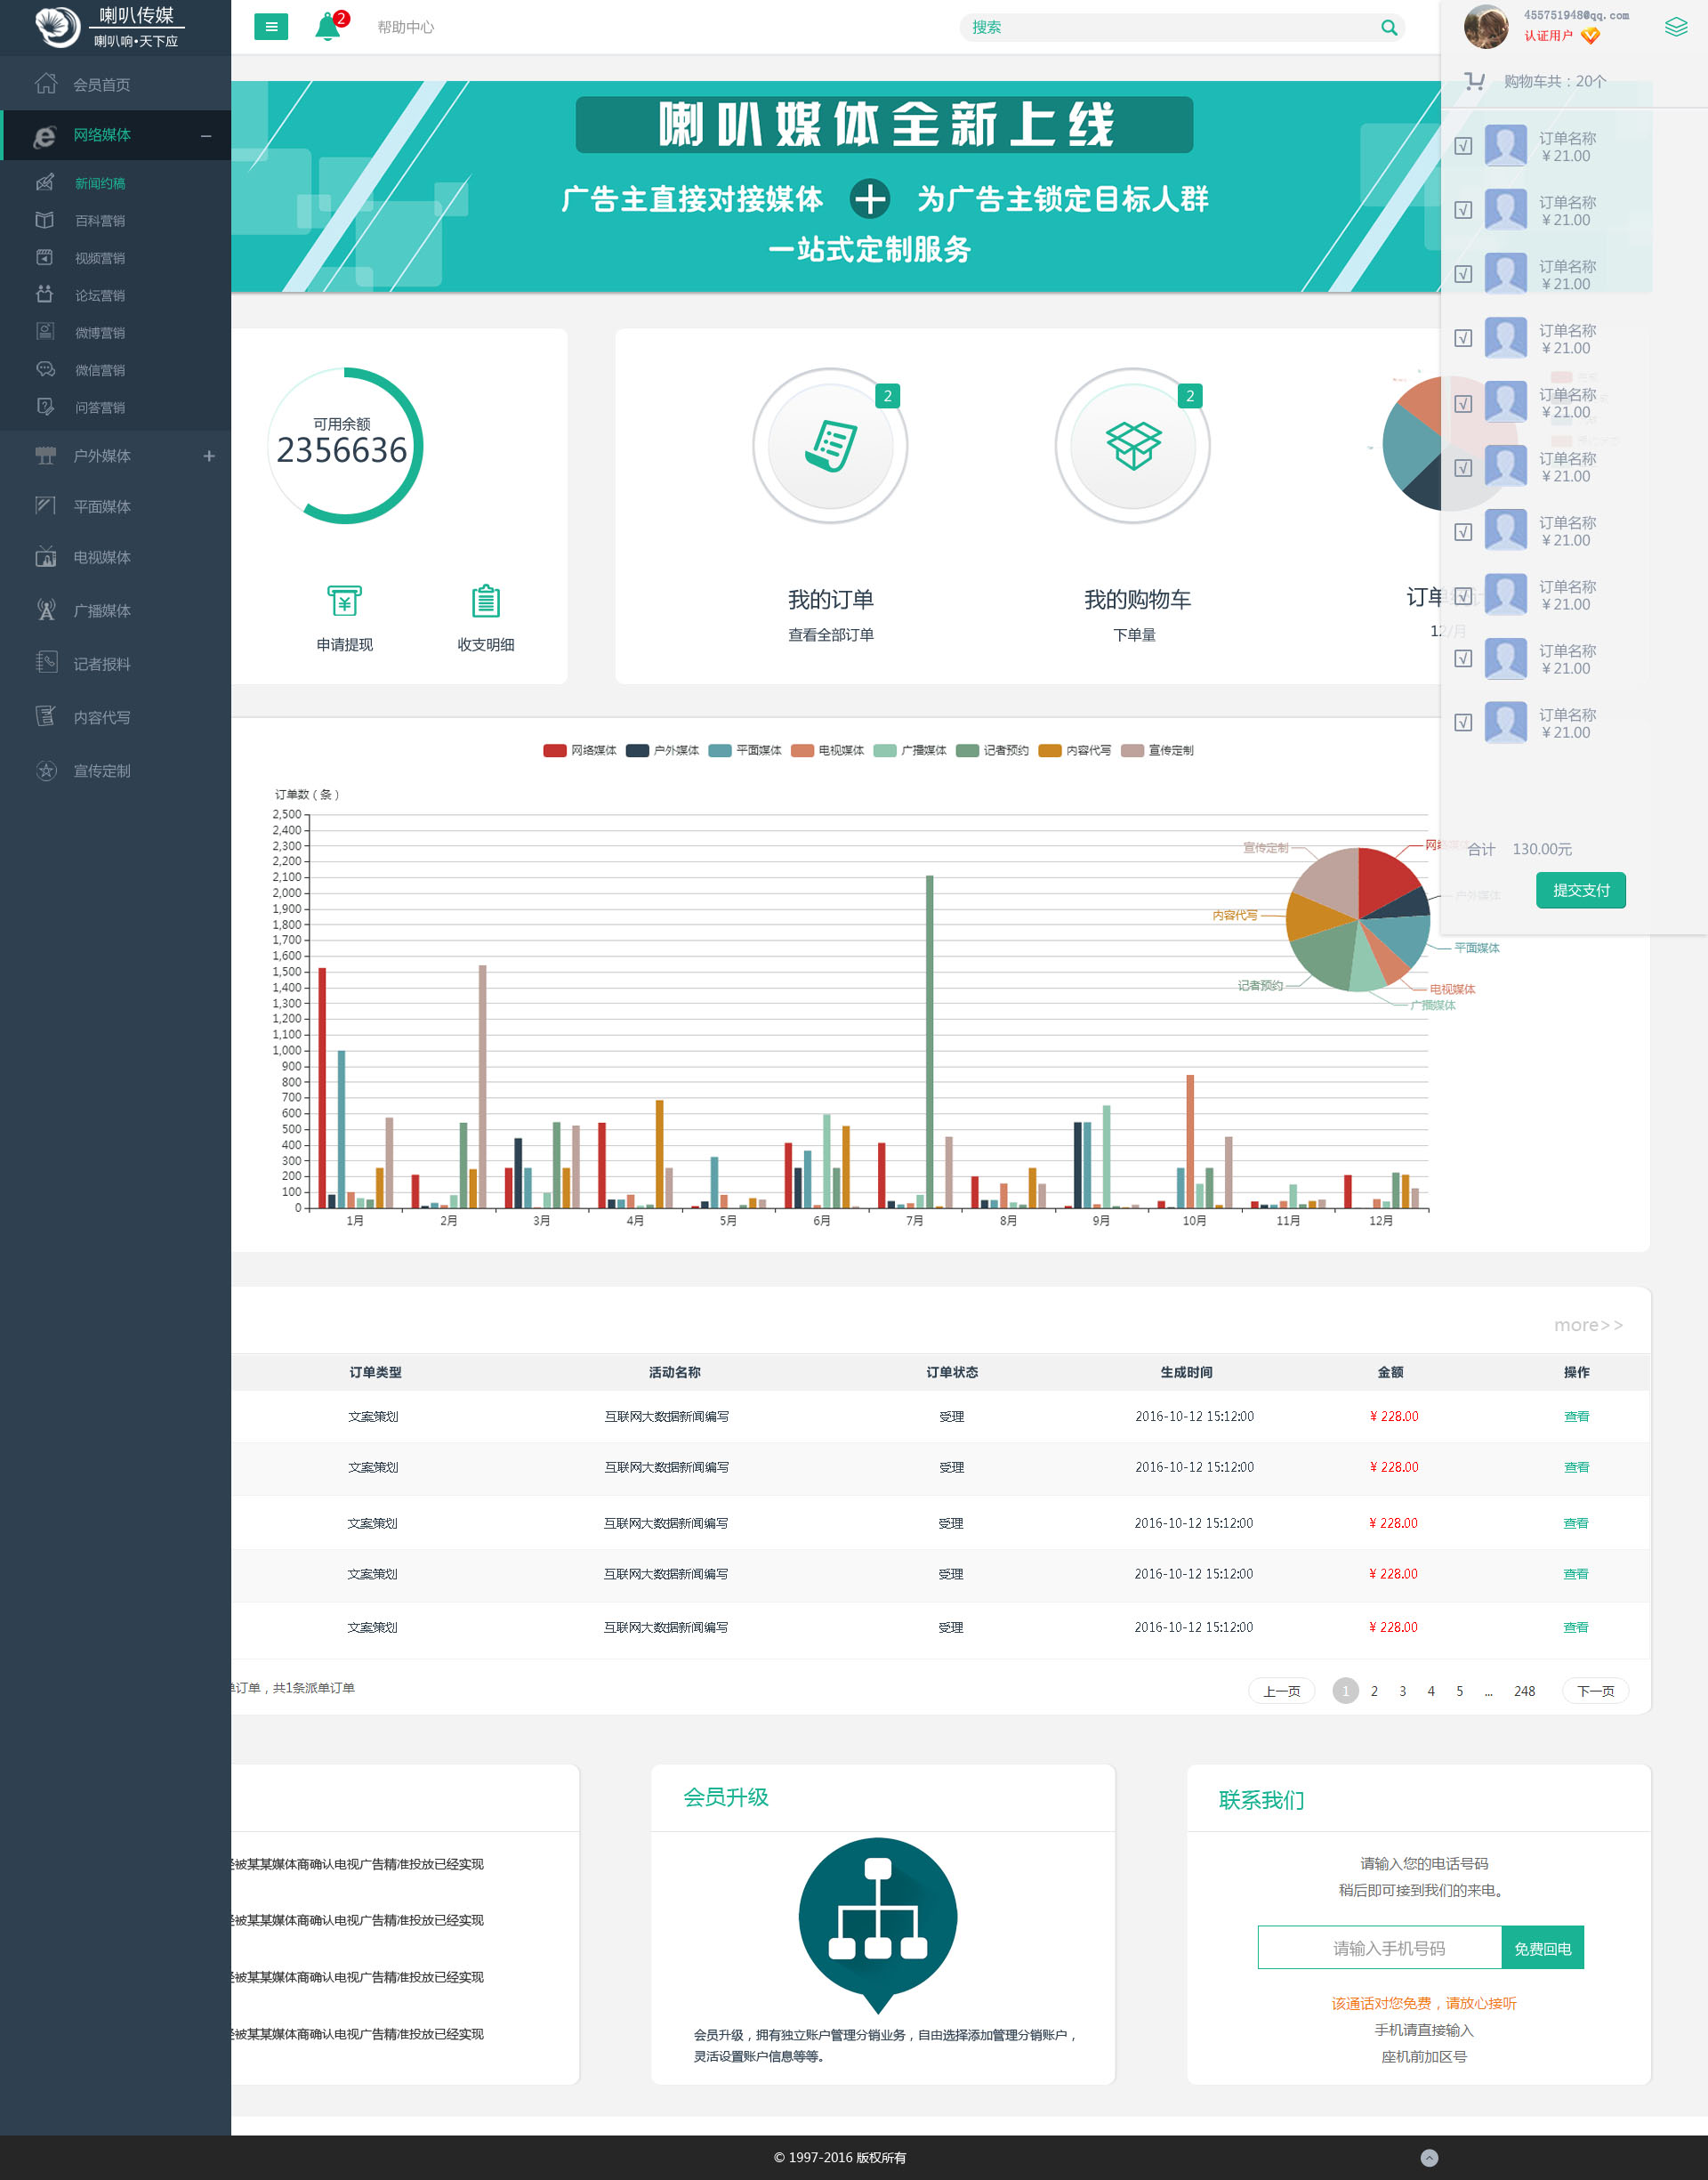 喇叭传媒
喇叭响•天下应
2
帮助中心
搜索
455751948@qq.com
认证用户
会员首页
网络媒体
新闻约稿
百科营销
视频营销
论坛营销
微博营销
微信营销
问答营销
户外媒体
平面媒体
电视媒体
广播媒体
记者报料
内容代写
宣传定制
喇叭媒体全新上线
广告主直接对接媒体 + 为广告主锁定目标人群
一站式定制服务
购物车共：20个
订单名称
¥ 21.00
订单名称
¥ 21.00
订单名称
¥ 21.00
订单名称
¥ 21.00
订单名称
¥ 21.00
订单名称
¥ 21.00
订单名称
¥ 21.00
订单名称
¥ 21.00
订单名称
¥ 21.00
订单名称
¥ 21.00
合计 130.00元
提交支付
可用余额
2356636
申请提现 收支明细
2
我的订单
查看全部订单
2
我的购物车
下单量
12/月
网络媒体 户外媒体 平面媒体 电视媒体 广播媒体 记者预约 内容代写 宣传定制
订单数（条）
2,500
2,400
2,300
2,200
2,100
2,000
1,900
1,800
1,700
1,600
1,500
1,400
1,300
1,200
1,100
1,000
900
800
700
600
500
400
300
200
100
0
1月 2月 3月 4月 5月 6月 7月 8月 9月 10月 11月 12月
宣传定制
网络媒体
户外媒体
内容代写
平面媒体
记者预约
电视媒体
广播媒体
more>>
订单类型 活动名称 订单状态 生成时间 金额 操作
文案策划 互联网大数据新闻编写 受理 2016-10-12 15:12:00 ¥ 228.00 查看
文案策划 互联网大数据新闻编写 受理 2016-10-12 15:12:00 ¥ 228.00 查看
文案策划 互联网大数据新闻编写 受理 2016-10-12 15:12:00 ¥ 228.00 查看
文案策划 互联网大数据新闻编写 受理 2016-10-12 15:12:00 ¥ 228.00 查看
文案策划 互联网大数据新闻编写 受理 2016-10-12 15:12:00 ¥ 228.00 查看
单订单，共1条派单订单
上一页 1 2 3 4 5 ... 248 下一页
被某某媒体商确认电视广告精准投放已经实现
被某某媒体商确认电视广告精准投放已经实现
被某某媒体商确认电视广告精准投放已经实现
被某某媒体商确认电视广告精准投放已经实现
会员升级
会员升级，拥有独立账户管理分销业务，自由选择添加管理分销账户，
灵活设置账户信息等等。
联系我们
请输入您的电话号码
稍后即可接到我们的来电。
请输入手机号码 免费回电
该通话对您免费，请放心接听
手机请直接输入
座机前加区号
© 1997-2016 版权所有